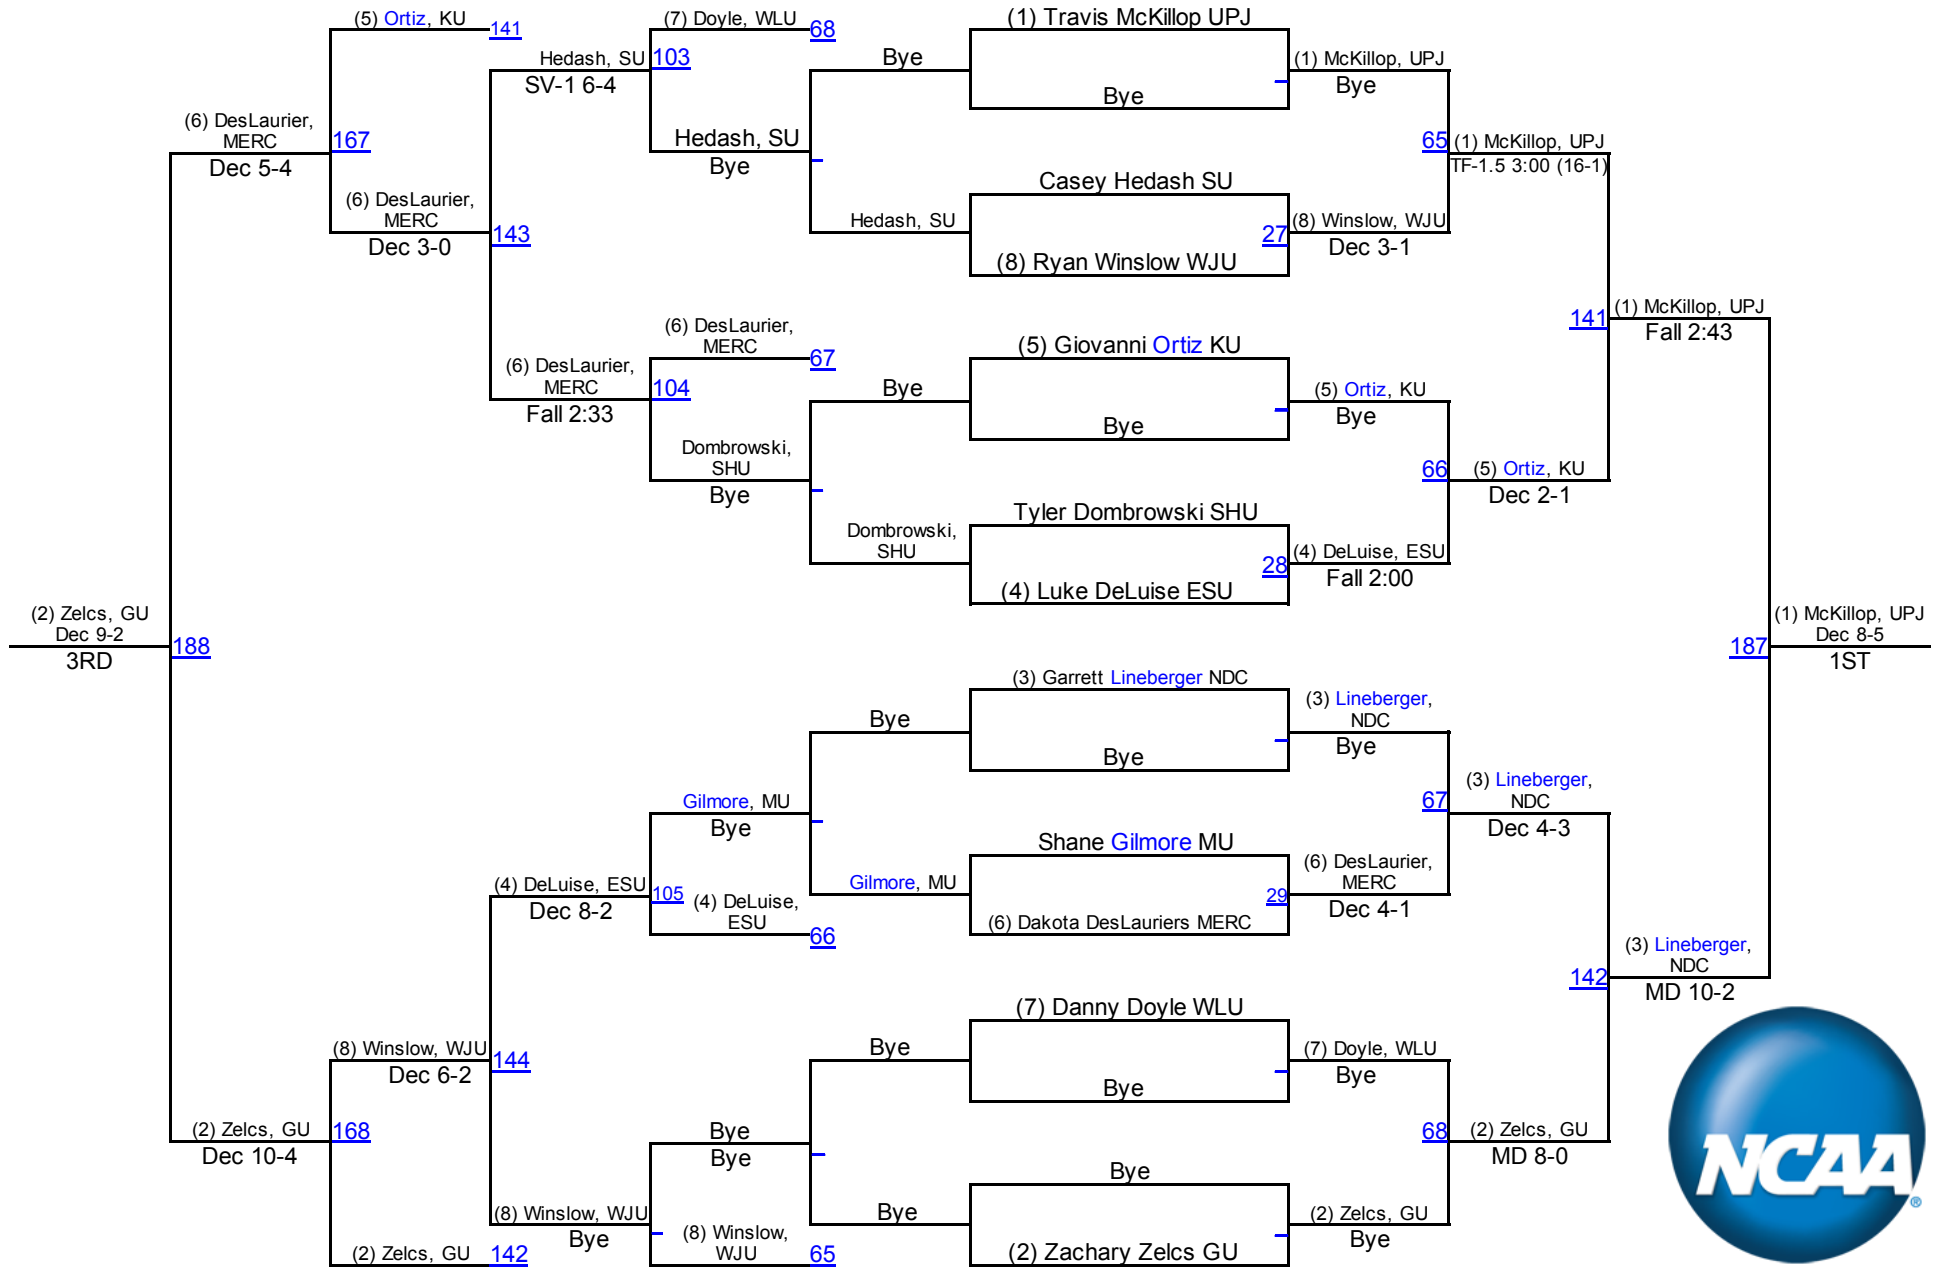 (5) Ortiz, KU
141
(7) Doyle, WLU
68
(1) Travis McKillop UPJ
Hedash, SU
103
SV-1 6-4
Bye
(1) McKillop, UPJ
Bye
Bye
(6) DesLaurier,
MERC
167
Dec 5-4
Hedash, SU
Bye
65
(1) McKillop, UPJ
TF-1.5 3:00 (16-1)
Casey Hedash SU
(6) DesLaurier,
MERC
143
Dec 3-0
Hedash, SU
27
(8) Winslow, WJU
Dec 3-1
(8) Ryan Winslow WJU
141
(1) McKillop, UPJ
Fall 2:43
(6) DesLaurier,
MERC
67
(5) Giovanni Ortiz KU
(6) DesLaurier,
MERC
104
Fall 2:33
Bye
(5) Ortiz, KU
Bye
Bye
Dombrowski,
SHU
Bye
66
(5) Ortiz, KU
Dec 2-1
Tyler Dombrowski SHU
Dombrowski,
SHU
28
(4) DeLuise, ESU
Fall 2:00
(4) Luke DeLuise ESU
(2) Zelcs, GU
Dec 9-2
3RD
188
187
(1) McKillop, UPJ
Dec 8-5
1ST
(3) Garrett Lineberger NDC
Bye
(3) Lineberger,
NDC
Bye
Bye
Gilmore, MU
Bye
67
(3) Lineberger,
NDC
Dec 4-3
Shane Gilmore MU
(4) DeLuise, ESU
105
Dec 8-2
Gilmore, MU
29
(6) DesLaurier,
MERC
Dec 4-1
(4) DeLuise,
ESU
66
(6) Dakota DesLauriers MERC
142
(3) Lineberger,
NDC
MD 10-2
(7) Danny Doyle WLU
(8) Winslow, WJU
144
Dec 6-2
Bye
(7) Doyle, WLU
Bye
Bye
(2) Zelcs, GU
168
Dec 10-4
Bye
Bye
68
(2) Zelcs, GU
MD 8-0
Bye
(8) Winslow, WJU
Bye
Bye
(2) Zelcs, GU
Bye
(2) Zelcs, GU
142
(8) Winslow,
WJU
65
(2) Zachary Zelcs GU
NCAA
®